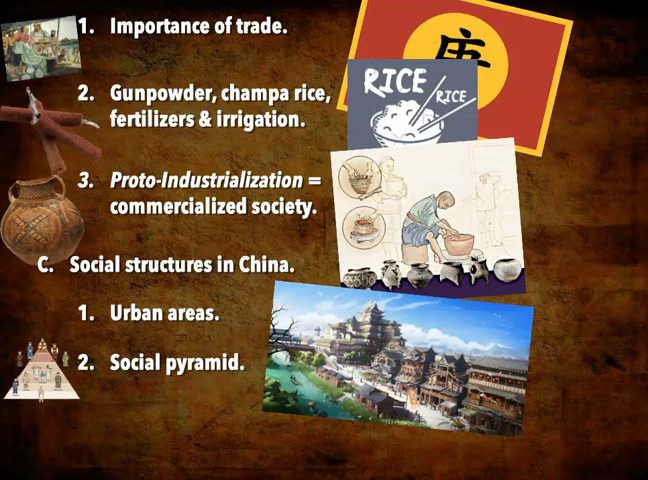 1. Importance of trade.
2. Gunpowder, champa rice,
fertilizers & irrigation.
3. Proto-Industrialization =
commercialized society.
C. Social structures in China.
1. Urban areas.
2. Social pyramid.
唐
RICE
RICE